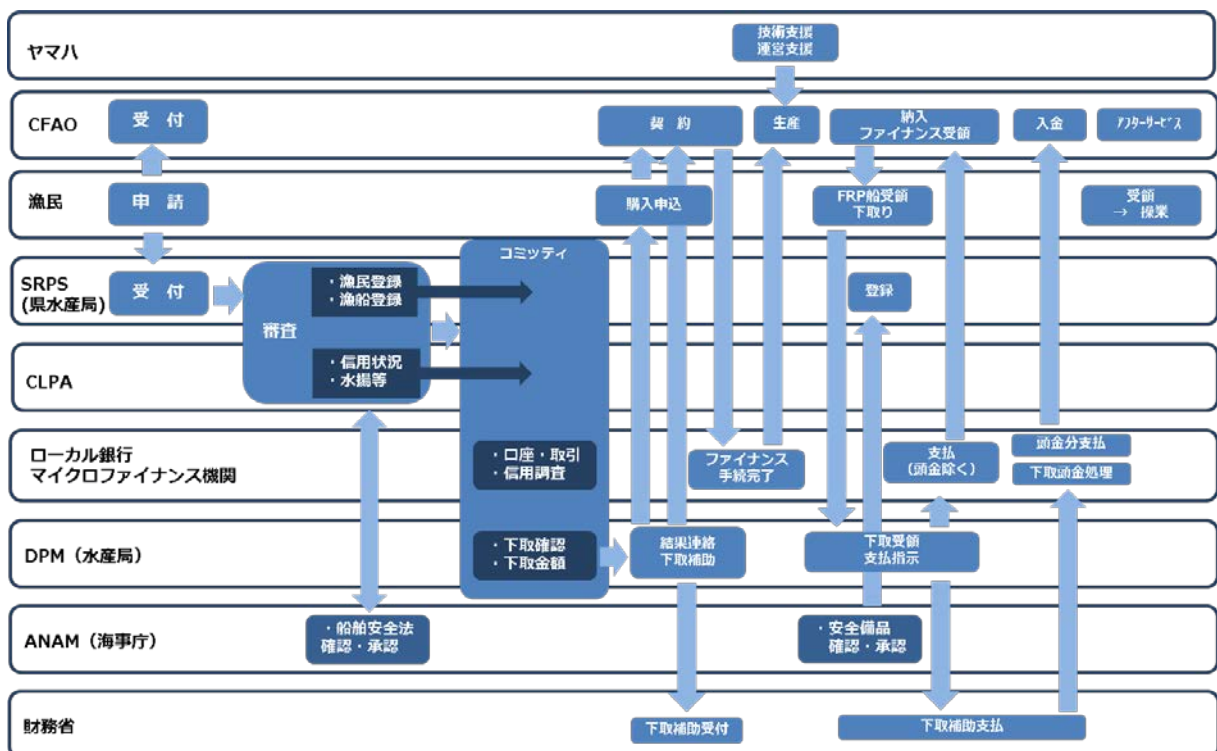 ヤマハ
技術支援
運営支援
CFAO
受　付
契　約
生産
納入
ファイナンス受領
入金
ｱﾌﾀｰｻｰﾋﾞｽ
漁民
申　請
購入申込
FRP船受領
下取り
受領
→　操業
コミッティ
SRPS
(県水産局)
受　付
審査
・漁民登録
・漁船登録
登録
CLPA
・信用状況
・水揚等
ローカル銀行
マイクロファイナンス機関
・口座・取引
・信用調査
ファイナンス
手続完了
支払
(頭金除く)
頭金分支払
下取頭金処理
DPM（水産局）
・下取確認
・下取金額
結果連絡
下取補助
下取受領
支払指示
ANAM（海事庁）
・船舶安全法
確認・承認
・安全備品
確認・承認
財務省
下取補助受付
下取補助支払